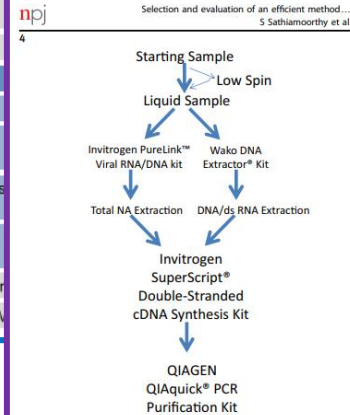 npj
Selection and evaluation of an efficient method...
S Sathiamoorthy et al
4
Starting Sample
Low Spin
Liquid Sample
Invitrogen PureLink™
Viral RNA/DNA kit
Wako DNA
Extractor® Kit
Total NA Extraction
DNA/ds RNA Extraction
Invitrogen
SuperScript®
Double-Stranded
cDNA Synthesis Kit
QIAGEN
QIAquick® PCR
Purification Kit